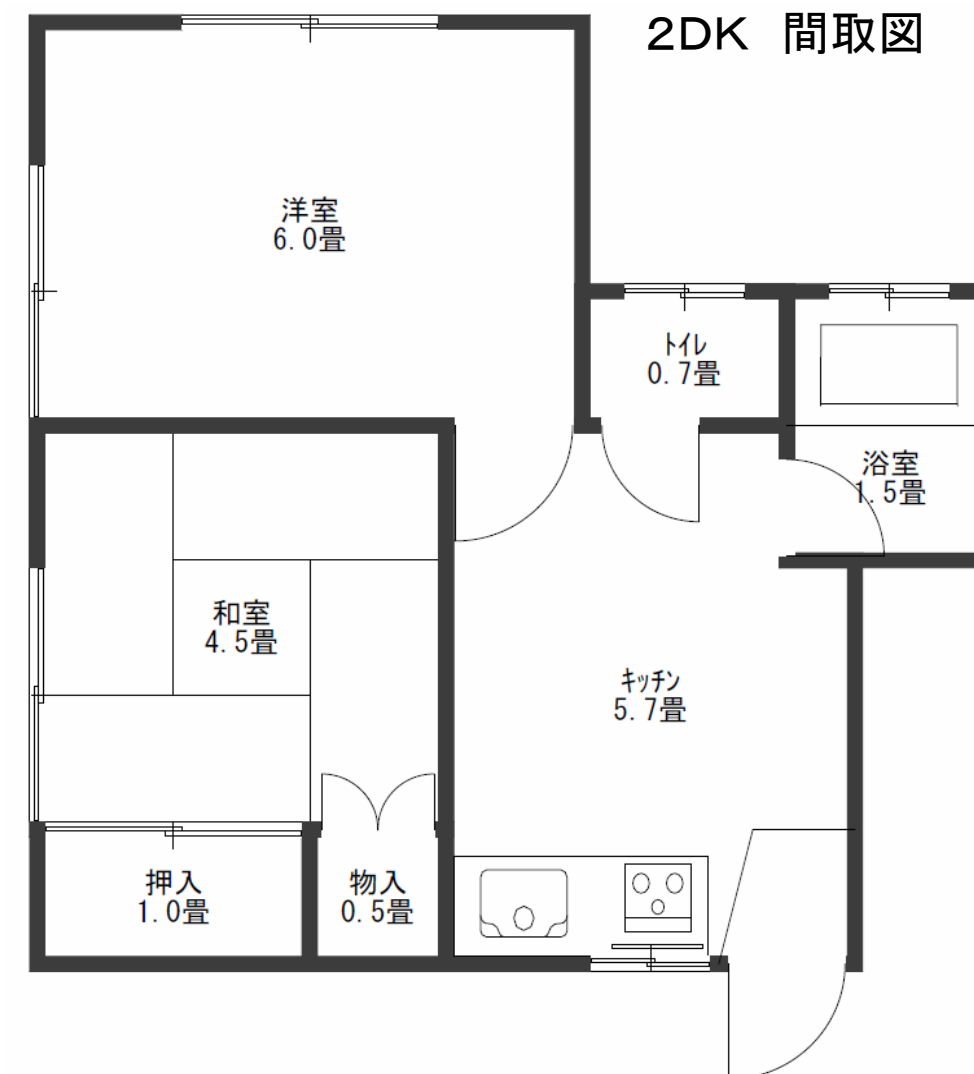 2DK 間取図
洋室
6.0畳
ﾄｲﾚ
0.7畳
浴室
1.5畳
和室
4.5畳
ｷｯﾁﾝ
5.7畳
押入
1.0畳
物入
0.5畳